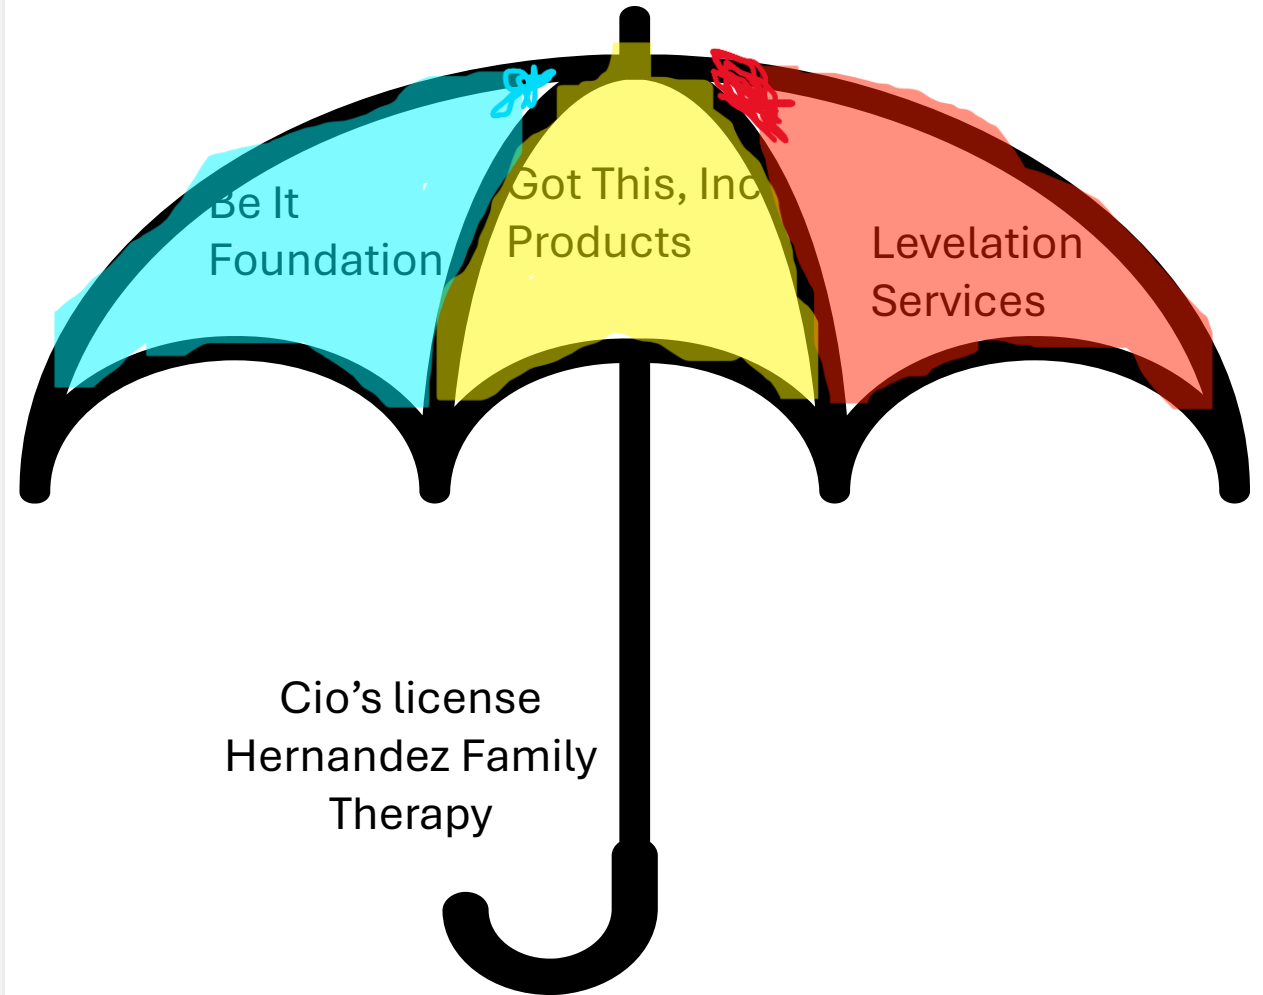 Be It
Foundation
Got This, Inc
Products
Levelation
Services
Cio’s license
Hernandez Family
Therapy